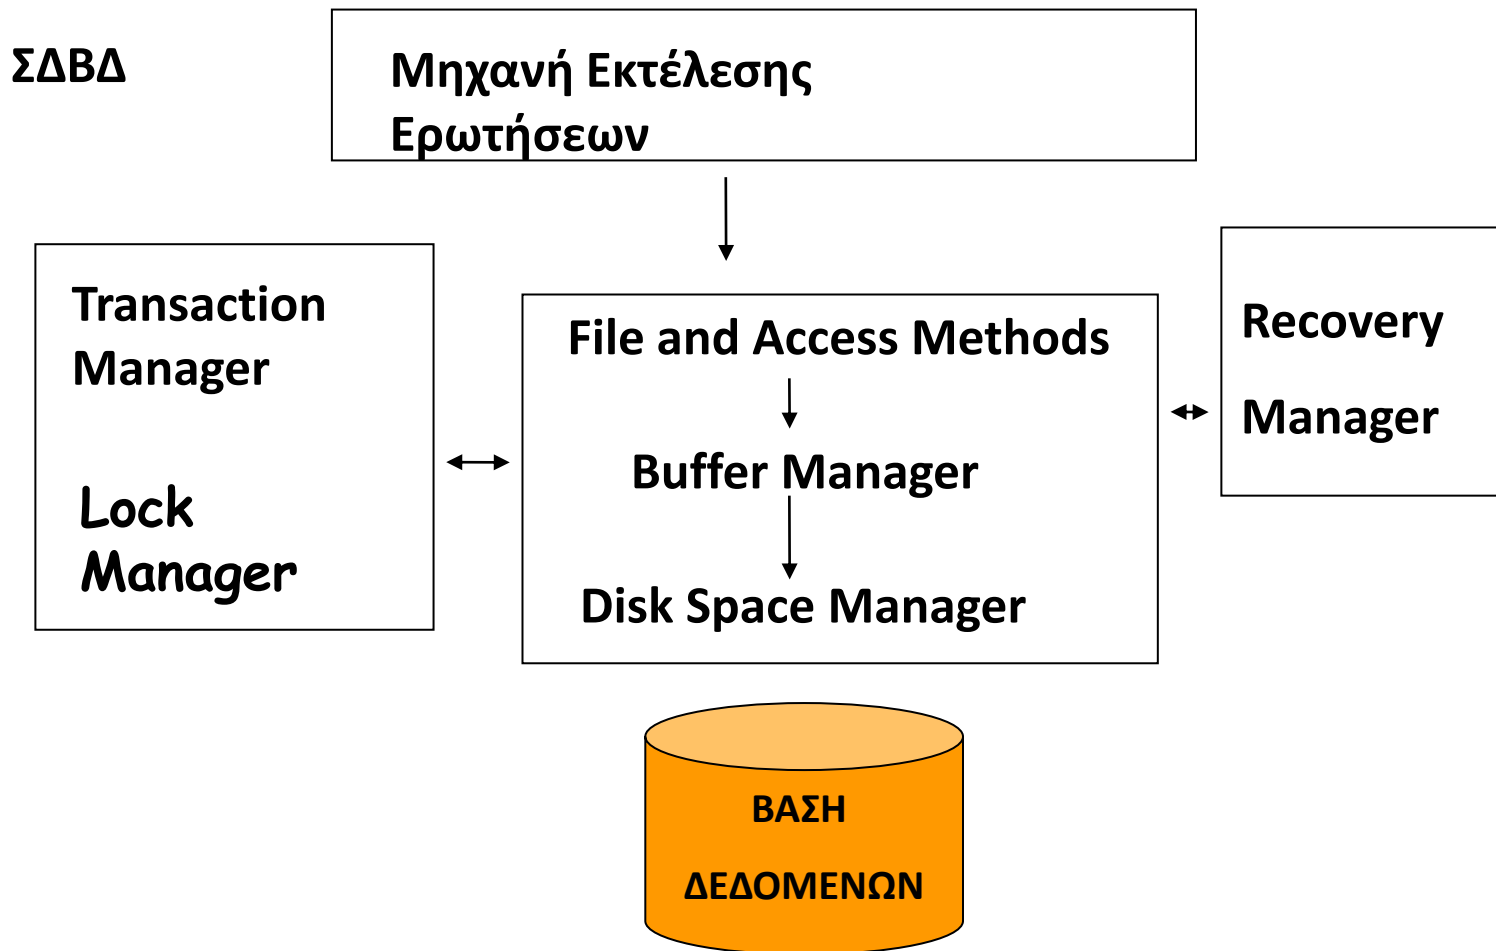 ΣΔΒΔ
Μηχανή Εκτέλεσης
Ερωτήσεων
Transaction
Manager
Lock
Manager
File and Access Methods
Buffer Manager
Disk Space Manager
Recovery
Manager
ΒΑΣΗ
ΔΕΔΟΜΕΝΩΝ